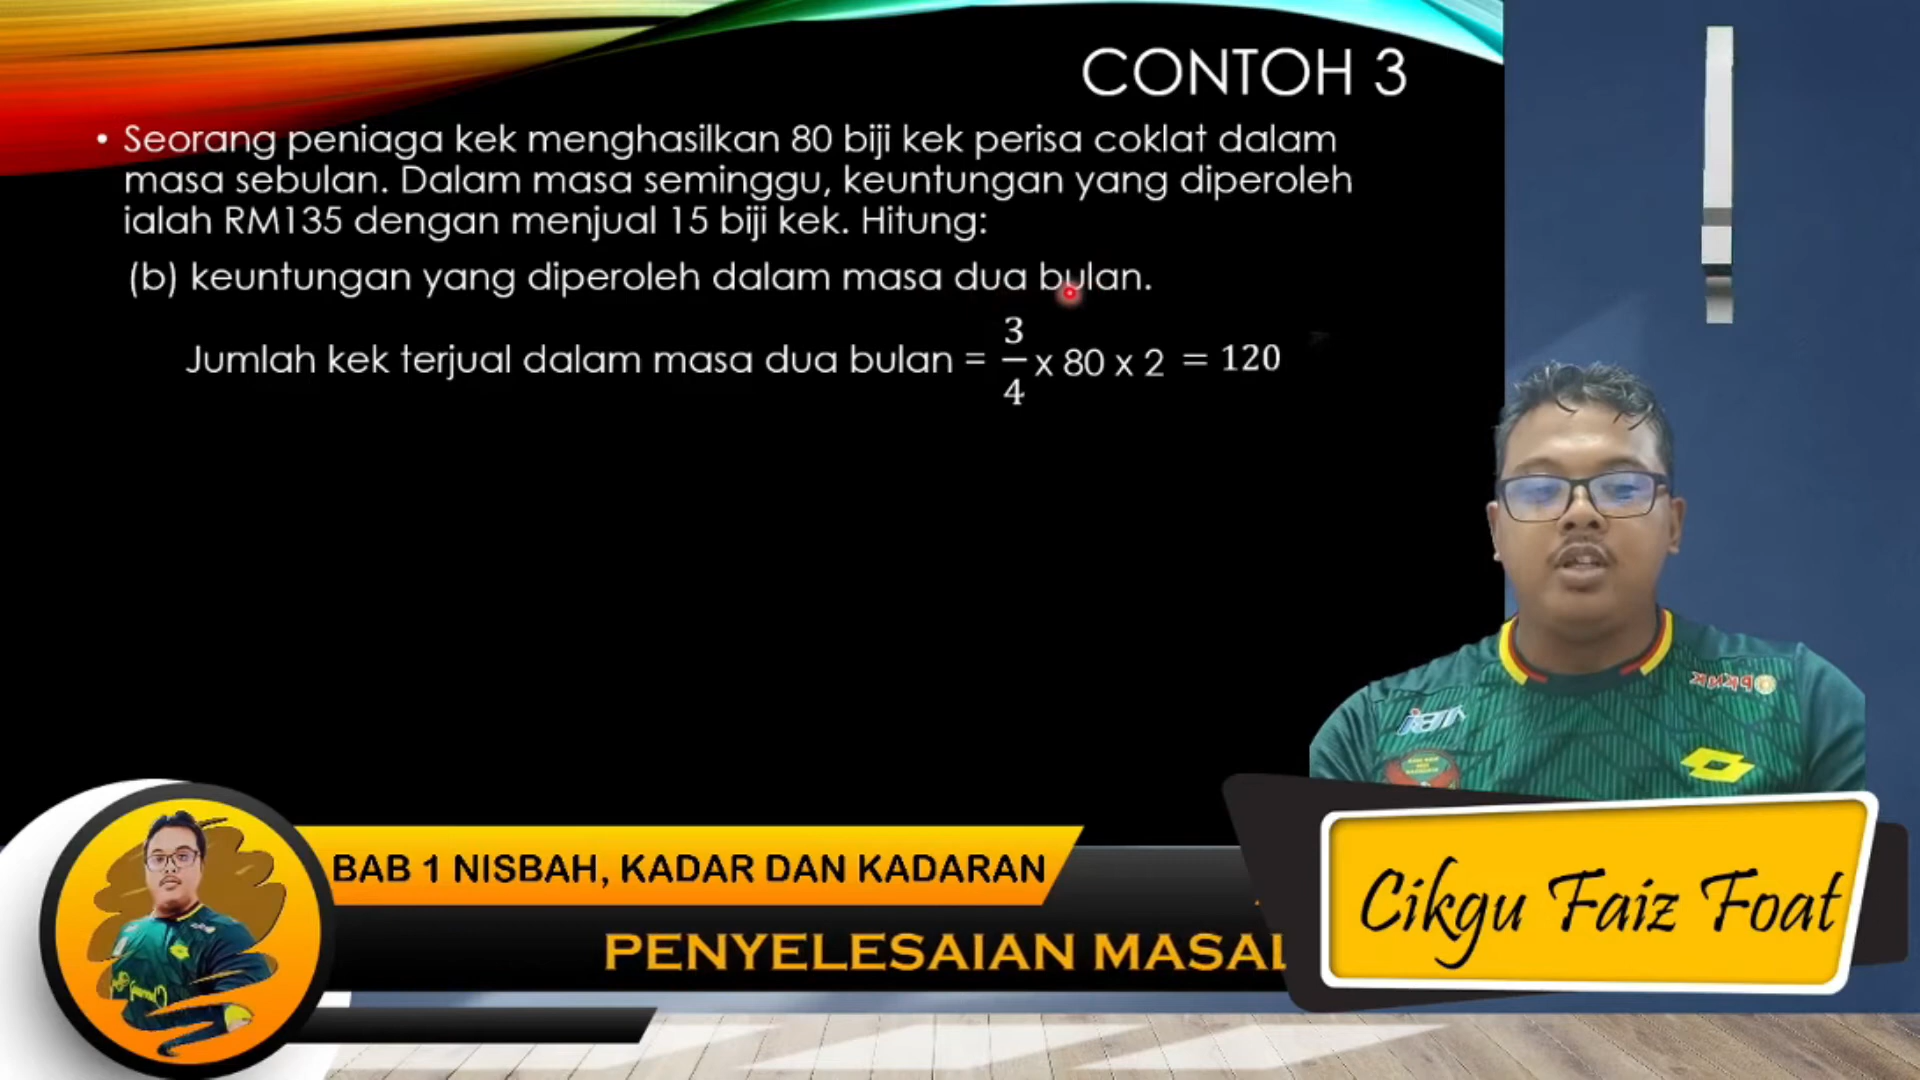 CONTOH 3
• Seorang peniaga kek menghasilkan 80 biji kek perisa coklat dalam
masa sebulan. Dalam masa seminggu, keuntungan yang diperoleh
ialah RM135 dengan menjual 15 biji kek. Hitung:
(b) keuntungan yang diperoleh dalam masa dua bulan.
Jumlah kek terjual dalam masa dua bulan = 3/4 x 80 x 2 = 120
BAB 1 NISBAH, KADAR DAN KADARAN
PENYELESAIAN MASAL
Cikgu Faiz Foat